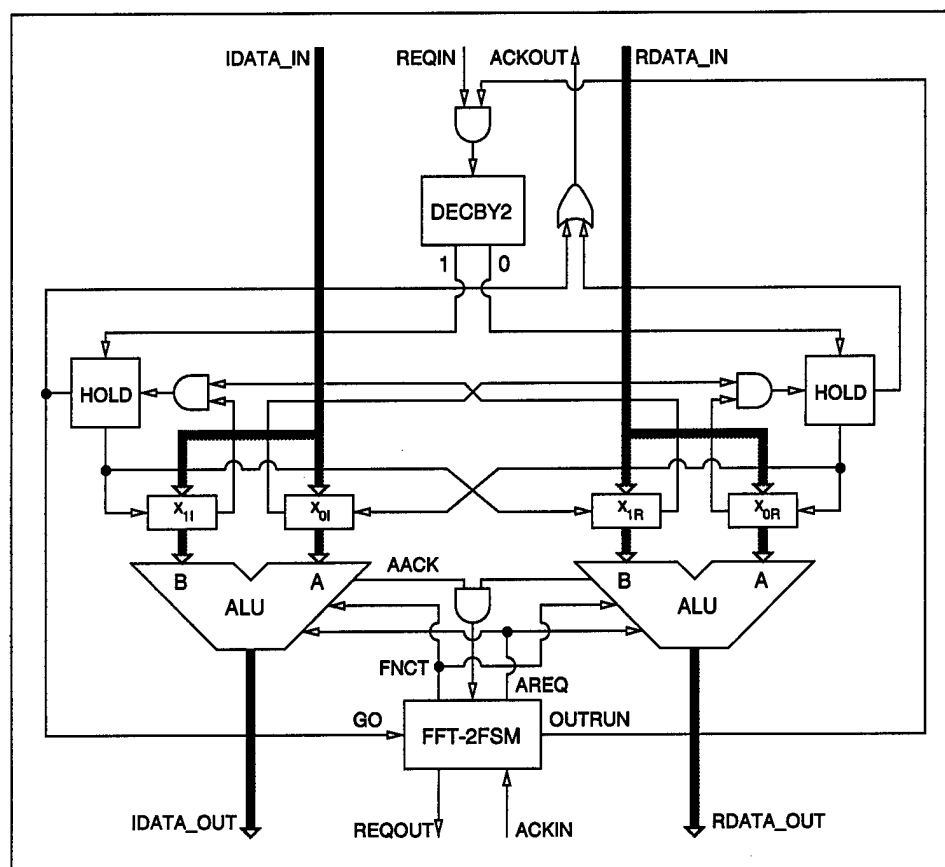 IDATA_IN
REQIN
ACKOUT
RDATA_IN
DECBY2
1
0
HOLD
HOLD
x1I
x0I
x1R
x0R
B
A
AACK
B
A
ALU
ALU
FNCT
AREQ
GO
FFT-2FSM
OUTRUN
IDATA_OUT
REQOUT
ACKIN
RDATA_OUT